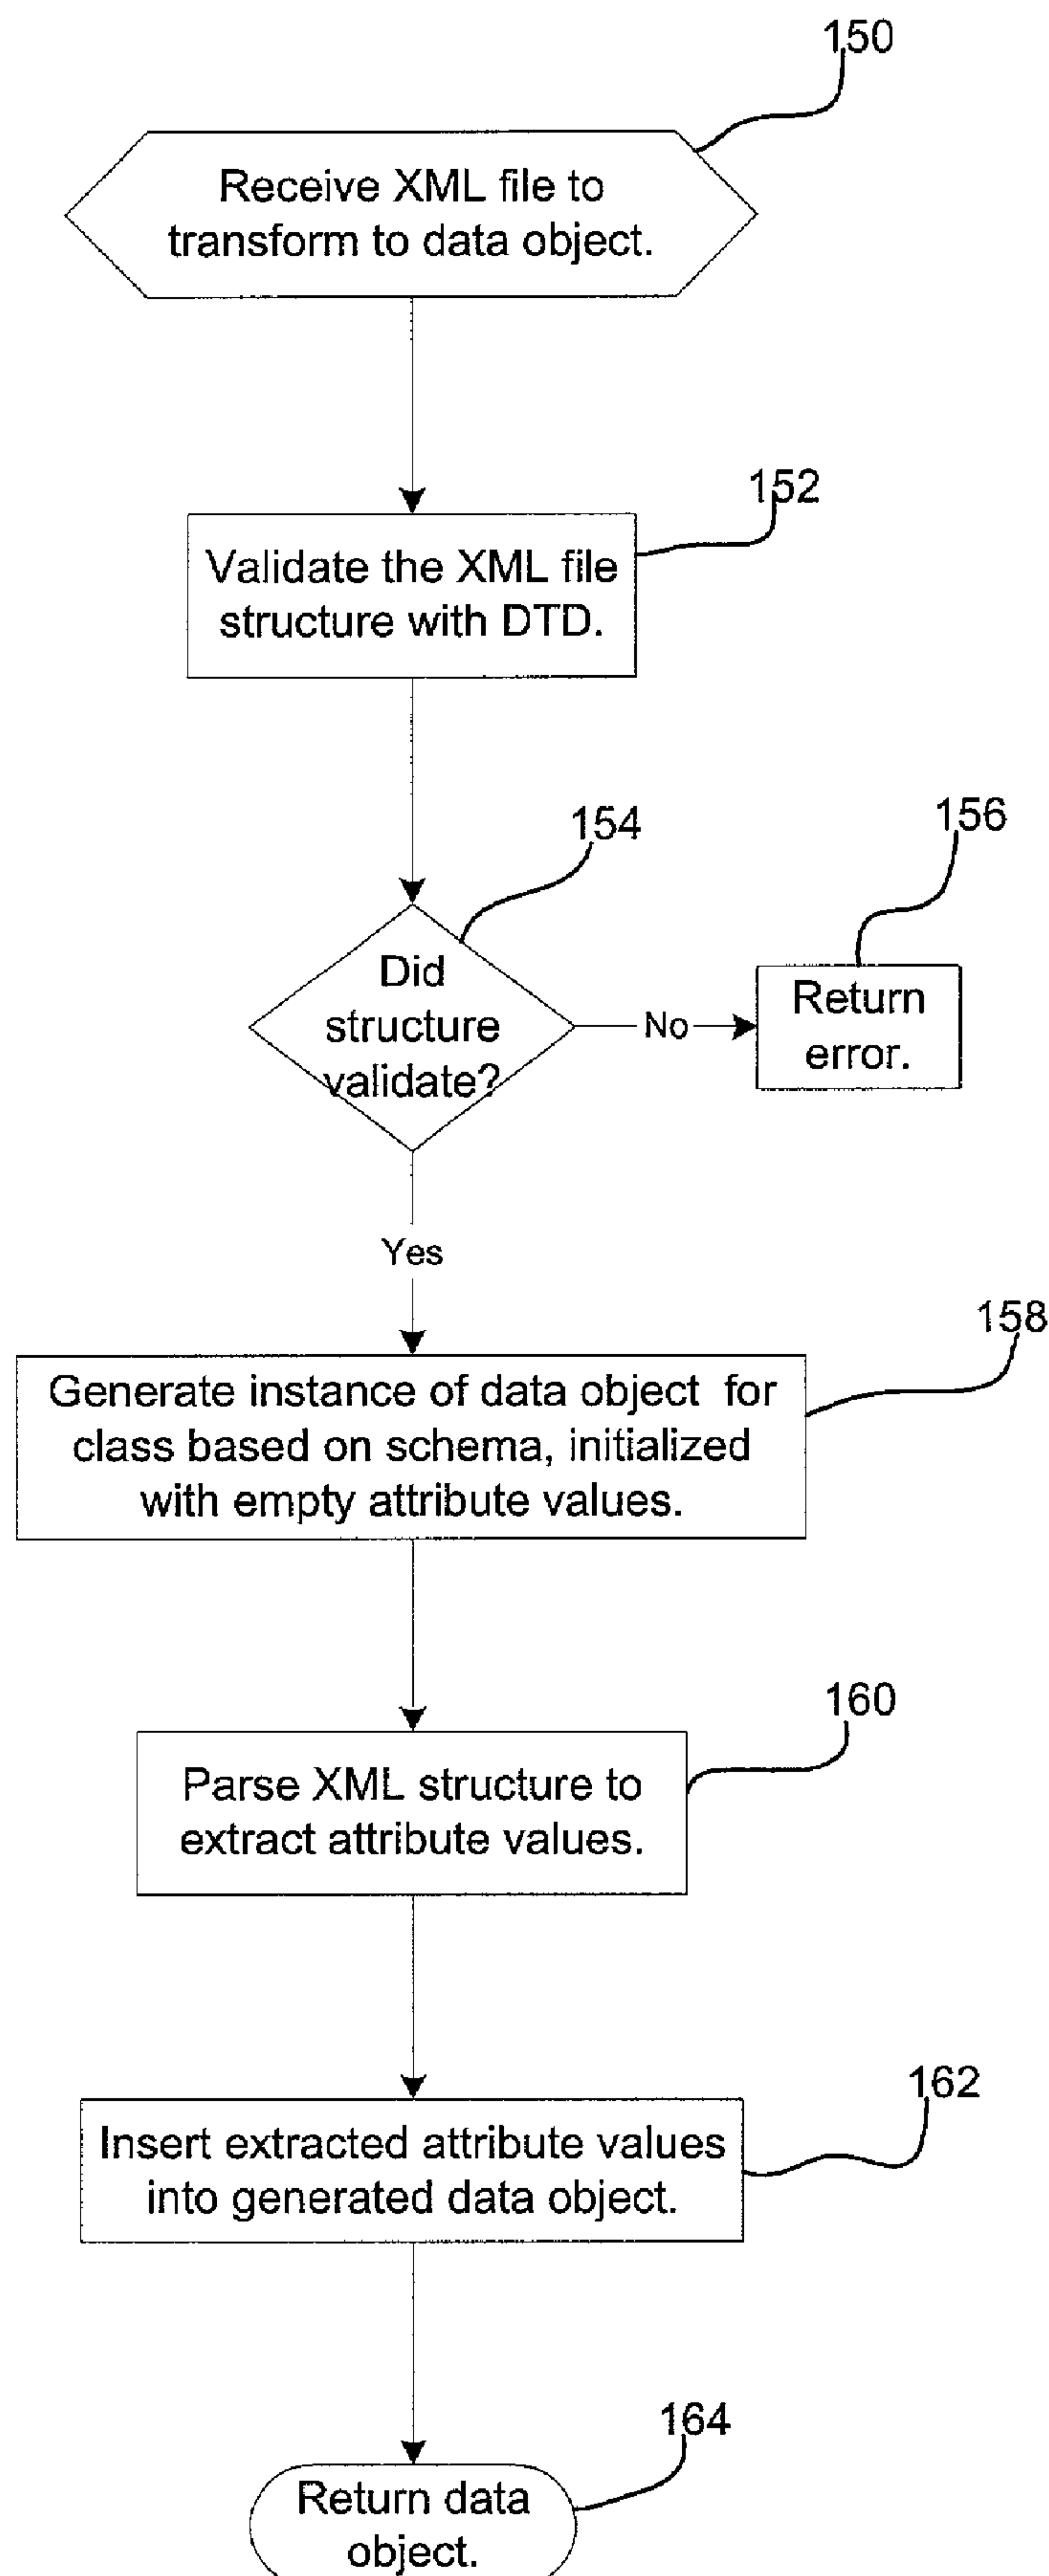 150
Receive XML file to
transform to data object.
152
Validate the XML file
structure with DTD.
154
156
Did
structure
validate?
No
Return
error.
Yes
158
Generate instance of data object for
class based on schema, initialized
with empty attribute values.
160
Parse XML structure to
extract attribute values.
162
Insert extracted attribute values
into generated data object.
164
Return data
object.